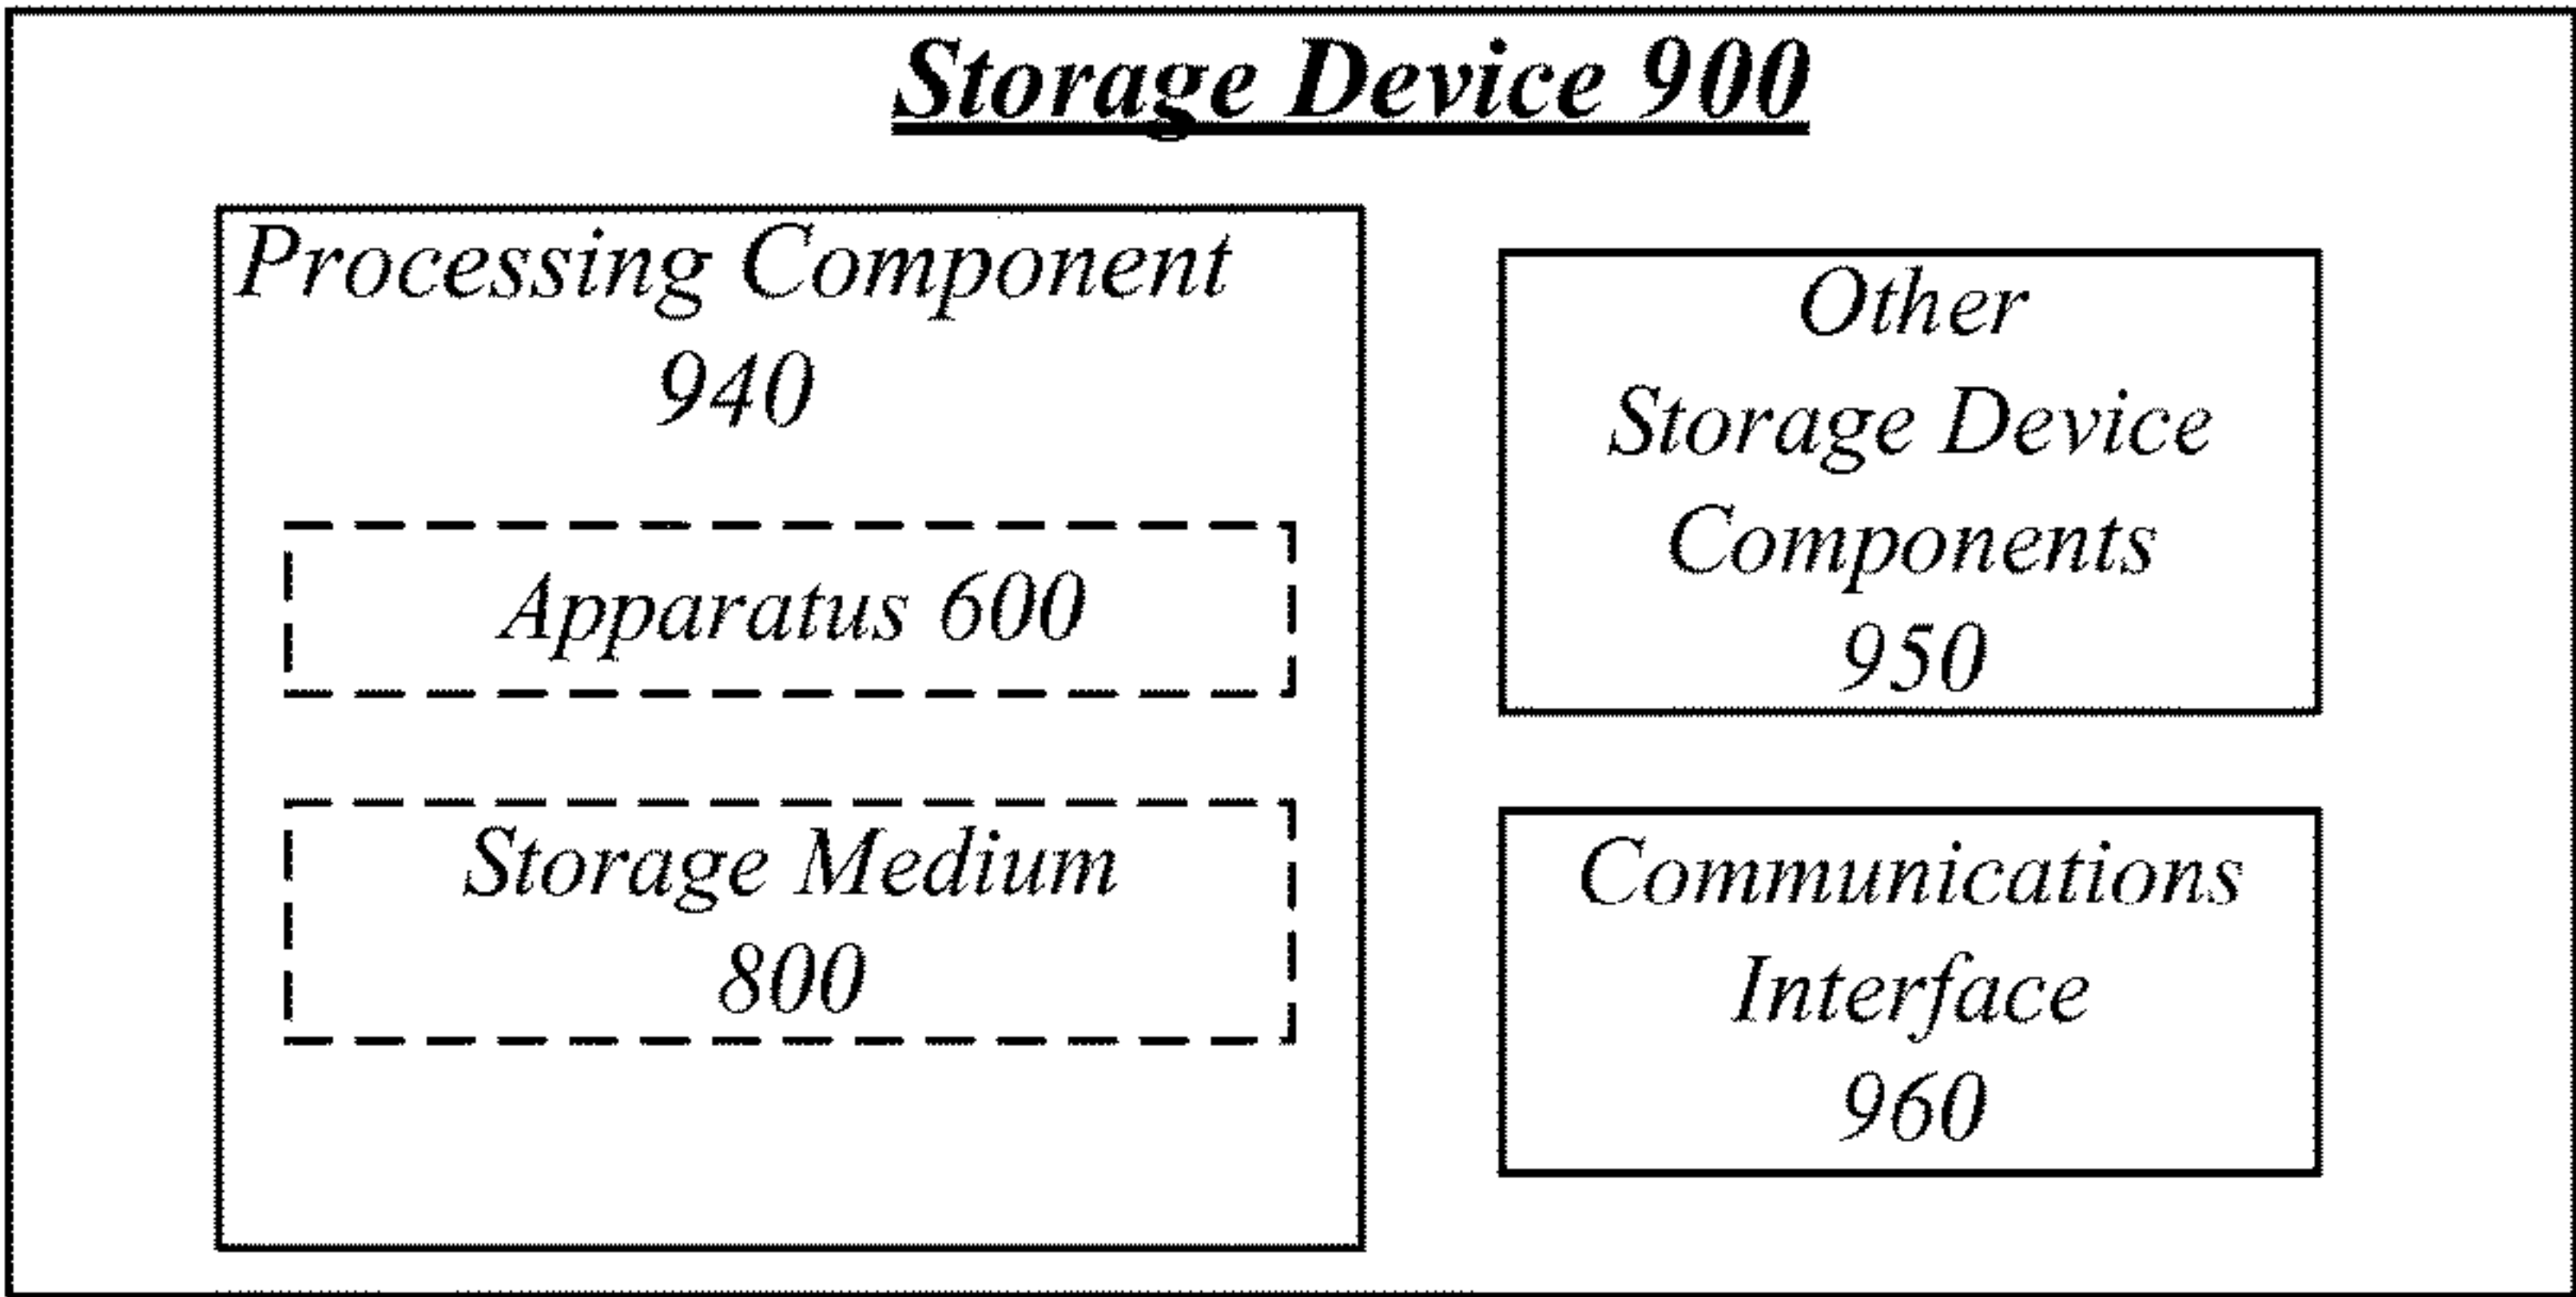 Storage Device 900
Processing Component
940
Apparatus 600
Storage Medium
800
Other
Storage Device
Components
950
Communications
Interface
960